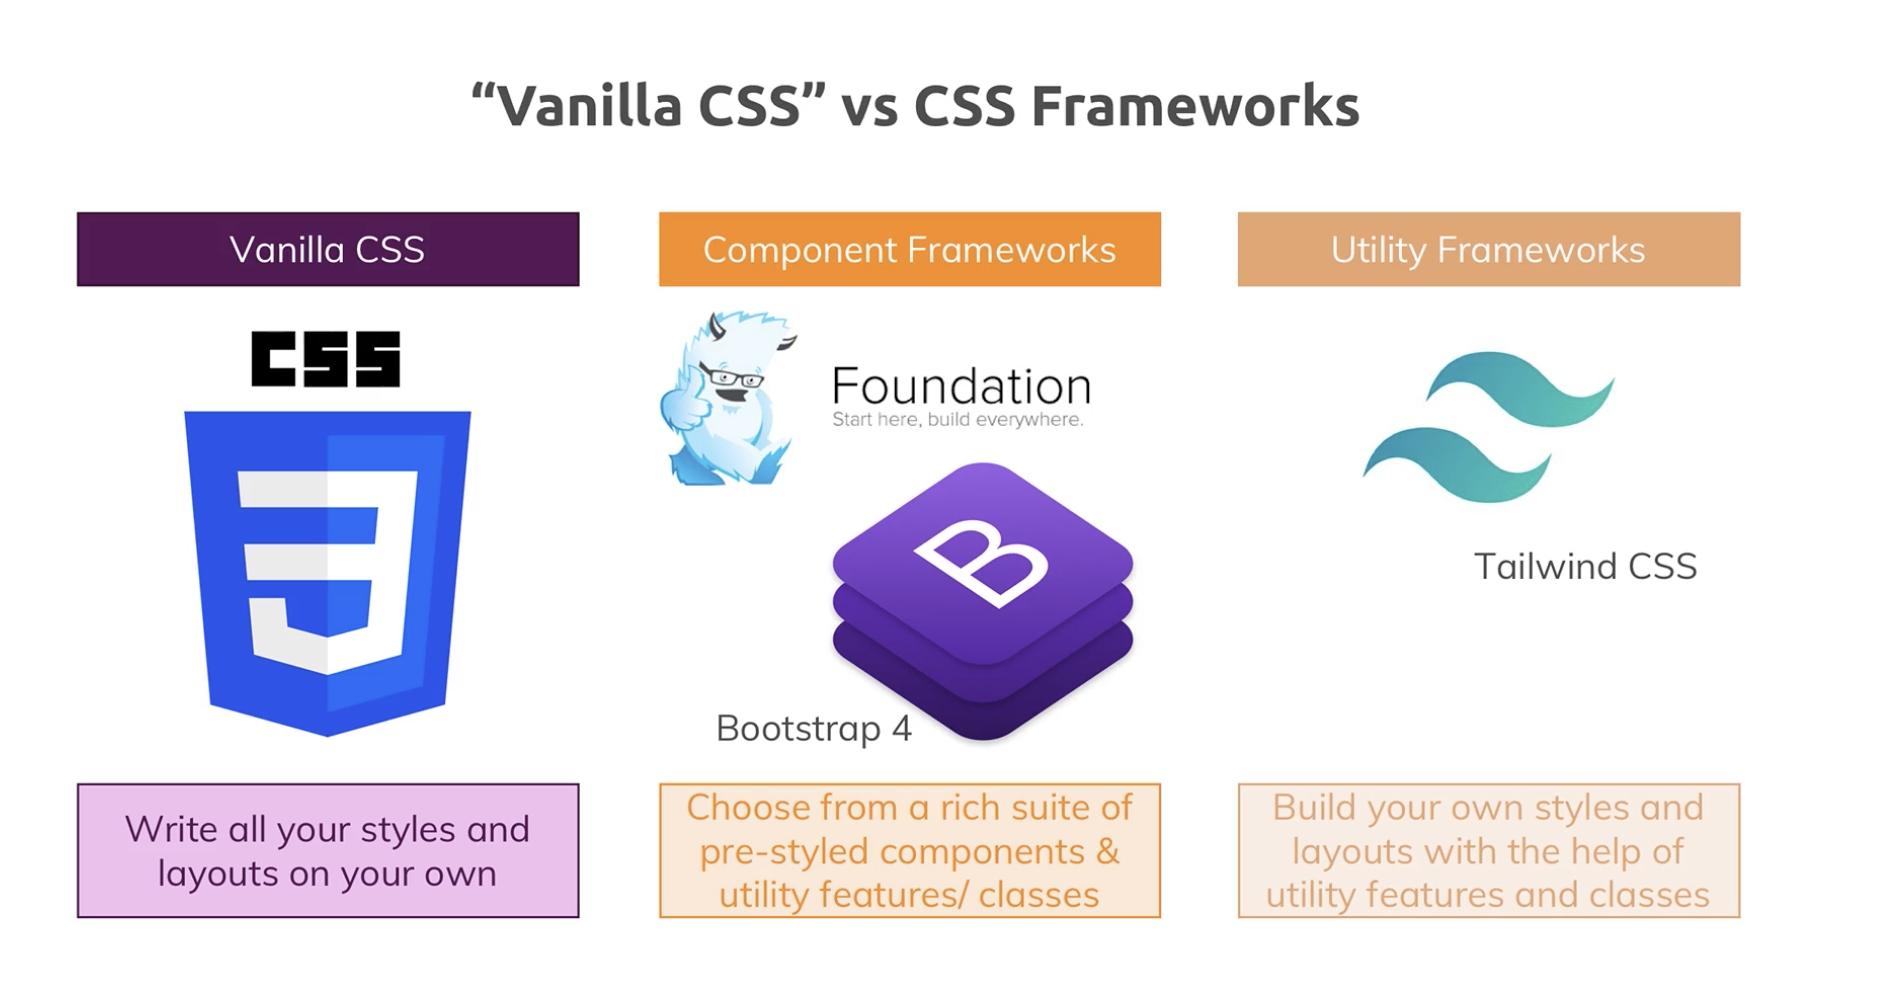 “Vanilla CSS” vs CSS Frameworks
Vanilla CSS
CSS
3
Write all your styles and
layouts on your own
Component Frameworks
Foundation
Start here, build everywhere.
B
Bootstrap 4
Choose from a rich suite of
pre-styled components &
utility features/ classes
Utility Frameworks
Tailwind CSS
Build your own styles and
layouts with the help of
utility features and classes